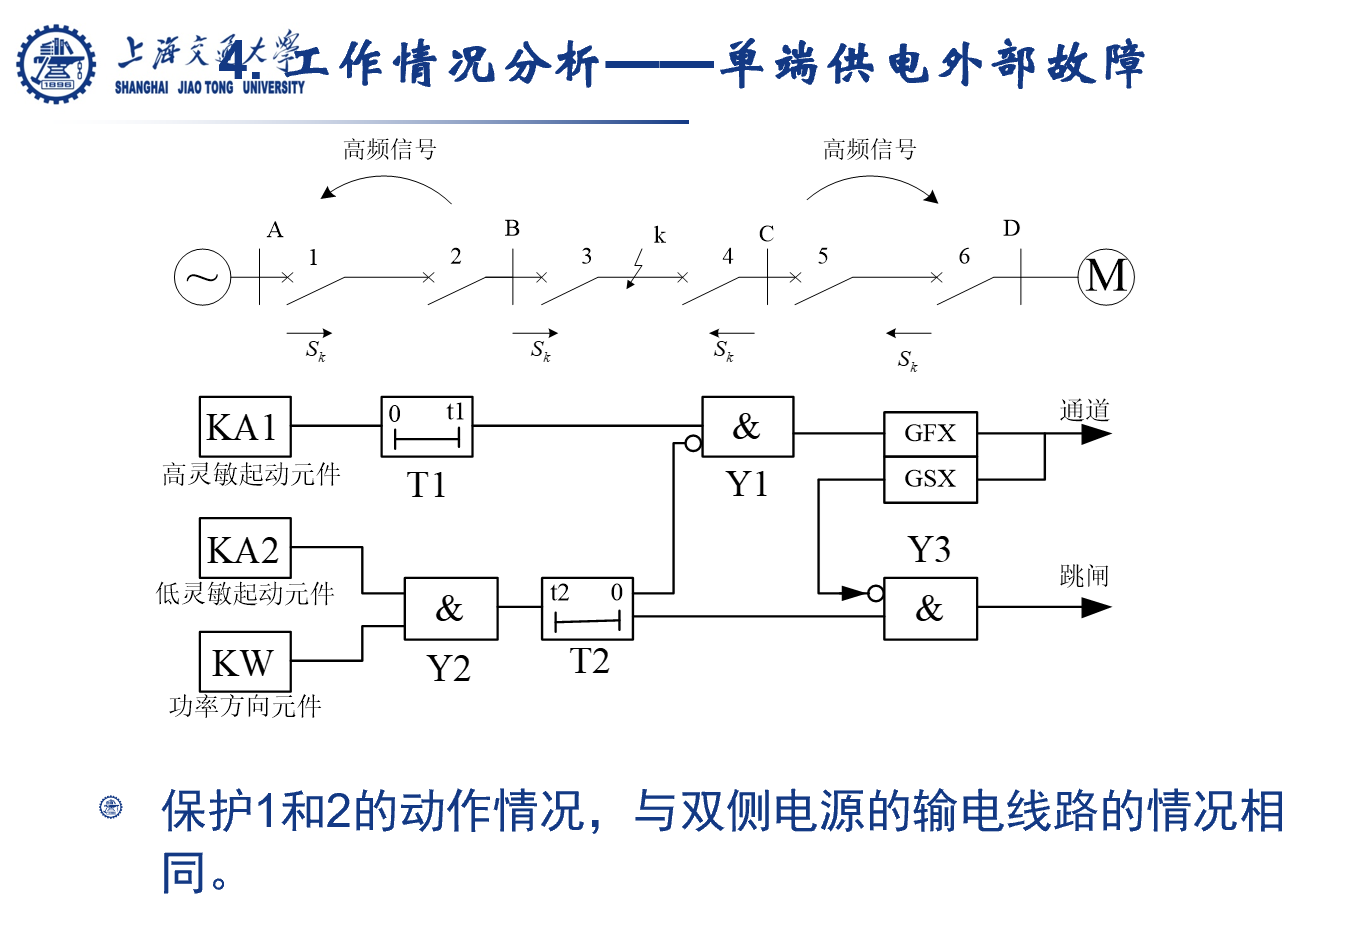 上海交通大学
SHANGHAI JIAO TONG UNIVERSITY
1896
4. 工作情况分析——单端供电外部故障
高频信号
高频信号
A
B
k
C
D
1
2
3
4
5
6
~
M
Sk
Sk
Sk
Sk
KA1
高灵敏起动元件
0 t1
T1
&
Y1
GFX
GSX
通道
KA2
低灵敏起动元件
KW
功率方向元件
&
Y2
t2 0
T2
Y3
&
跳闸
保护1和2的动作情况，与双侧电源的输电线路的情况相
同。